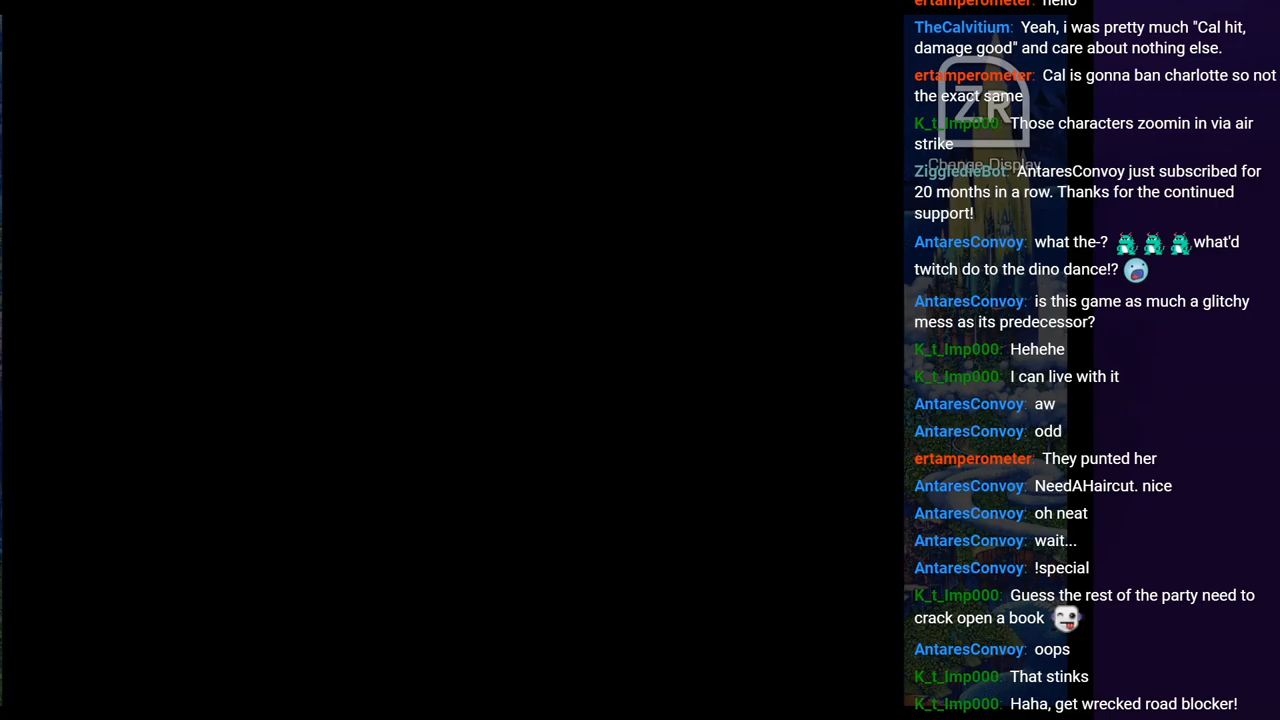 ertamperometer: hello
TheCalvitium: Yeah, i was pretty much "Cal hit,
damage good" and care about nothing else.
ertamperometer: Cal is gonna ban charlotte so not
the exact same
ZR
K_t_Imp000: Those characters zoomin in via air
strike
Change Display
ZiggledieBot: AntaresConvoy just subscribed for
20 months in a row. Thanks for the continued
support!
AntaresConvoy: what the-? what'd
twitch do to the dino dance!?
AntaresConvoy: is this game as much a glitchy
mess as its predecessor?
K_t_Imp000: Hehehe
K_t_Imp000: I can live with it
AntaresConvoy: aw
AntaresConvoy: odd
ertamperometer: They punted her
AntaresConvoy: NeedAHaircut. nice
AntaresConvoy: oh neat
AntaresConvoy: wait...
AntaresConvoy: !special
K_t_Imp000: Guess the rest of the party need to
crack open a book
AntaresConvoy: oops
K_t_Imp000: That stinks
K_t_Imp000: Haha, get wrecked road blocker!